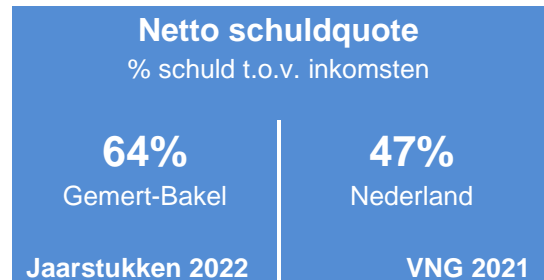 Netto schuldquote
% schuld t.o.v. inkomsten
64%
Gemert-Bakel
Jaarstukken 2022
47%
Nederland
VNG 2021